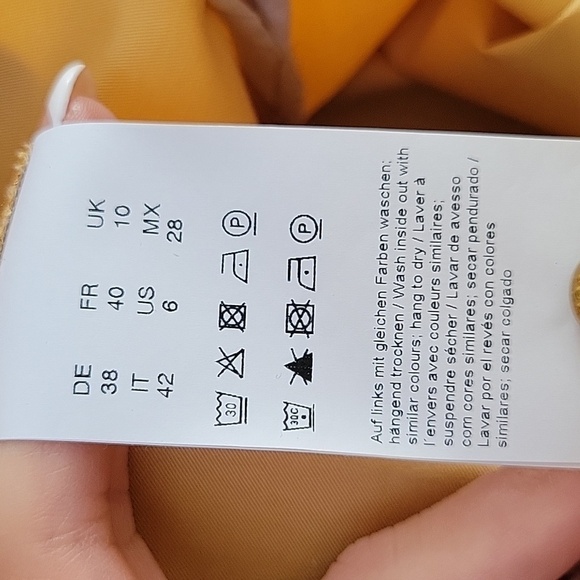 DE FR UK
38 40 10
IT US MX
42 6 28
30 P
30C P
Auf links mit gleichen Farben waschen;
hängend trocknen / Wash inside out with
similar colours; hang to dry / Laver à
l'envers avec couleurs similaires;
suspendre sécher / Lavar de avesso
com cores similares; secar pendurado /
Lavar por el revés con colores
similares; secar colgado